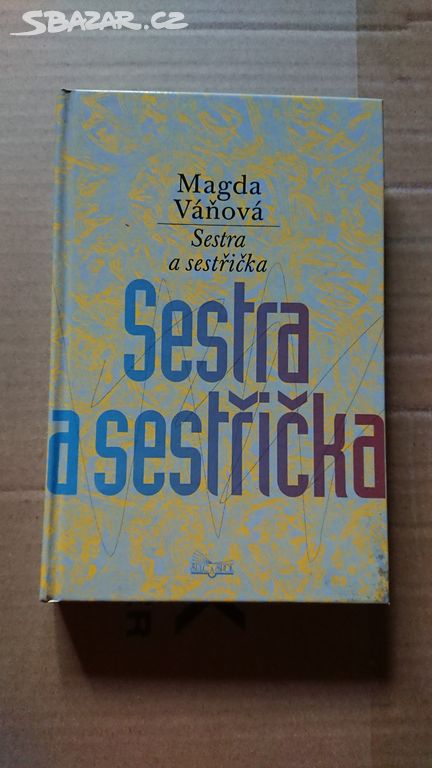 SBAZAR.CZ
Magda
Váňová
Sestra
a sestřička
Sestra
a sestřička